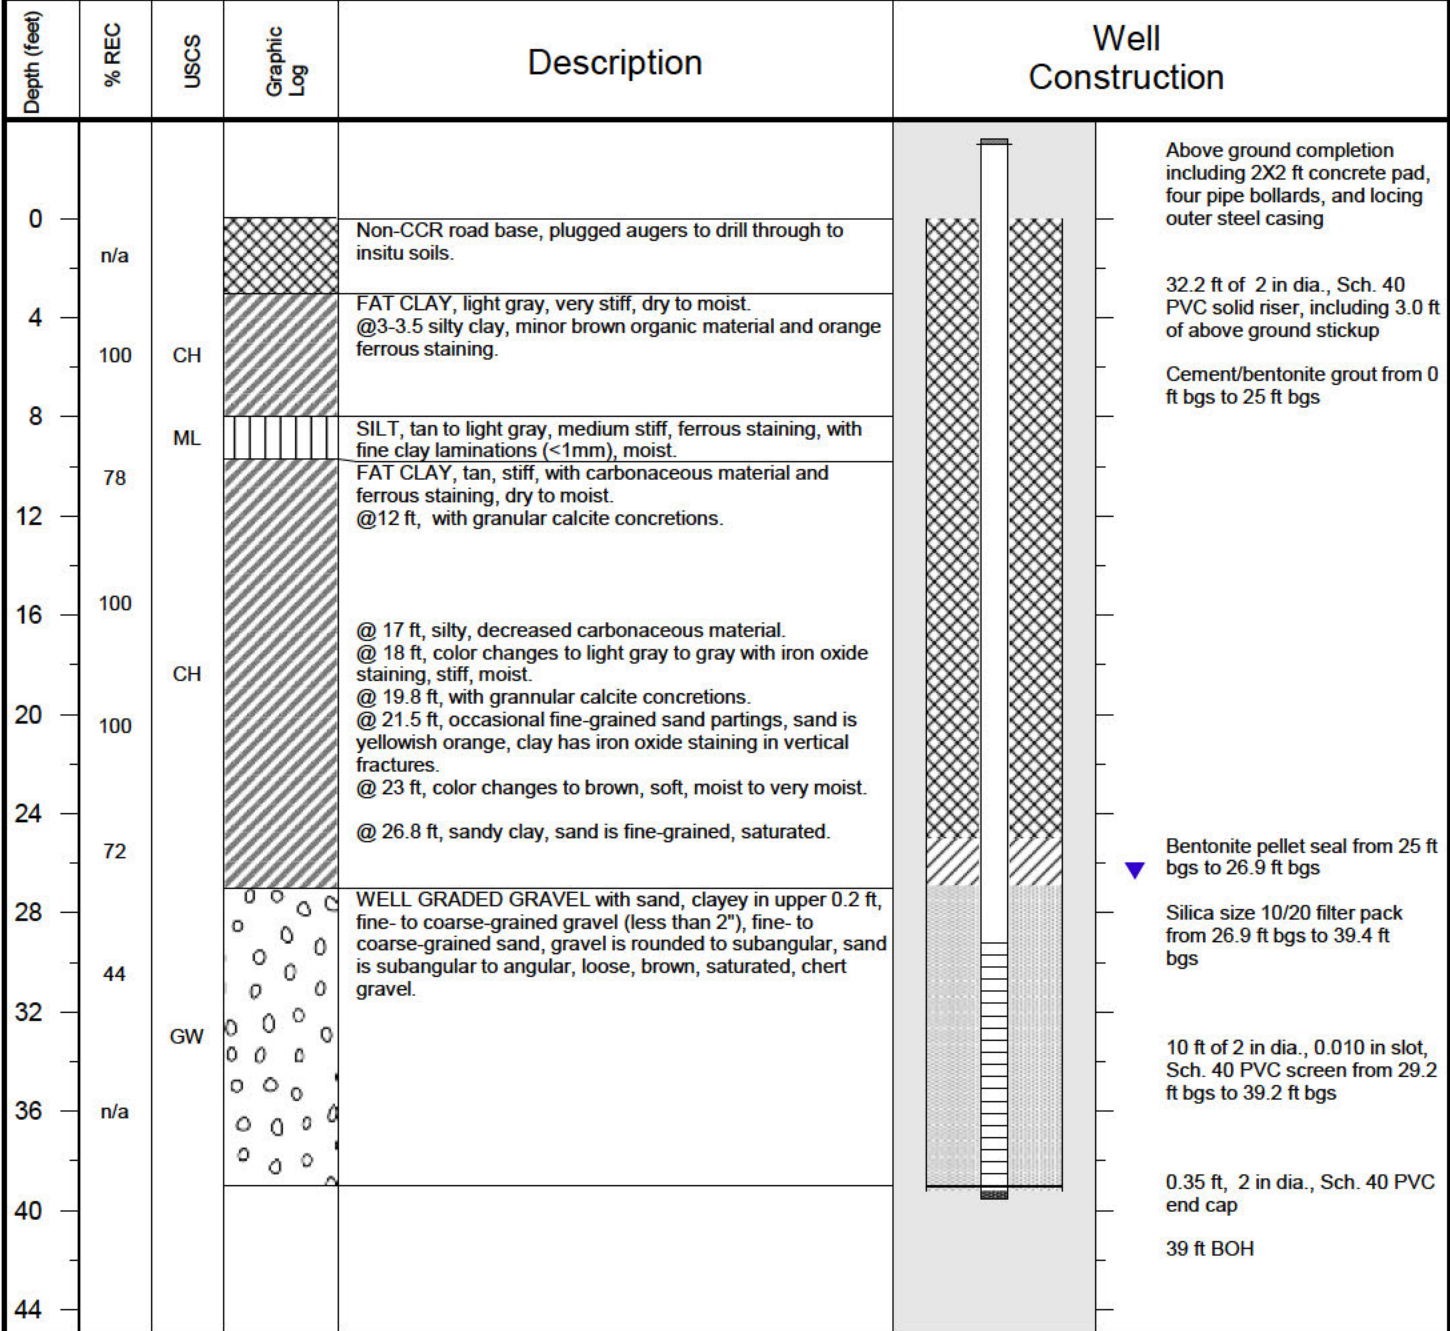 Depth (feet)
% REC
USCS
Graphic
Log
Description
Well
Construction
0
4
8
12
16
20
24
28
32
36
40
44
n/a
100
78
100
100
72
44
n/a
CH
ML
CH
GW
Non-CCR road base, plugged augers to drill through to
insitu soils.
FAT CLAY, light gray, very stiff, dry to moist.
@3-3.5 silty clay, minor brown organic material and orange
ferrous staining.
SILT, tan to light gray, medium stiff, ferrous staining, with
fine clay laminations (<1mm), moist.
FAT CLAY, tan, stiff, with carbonaceous material and
ferrous staining, dry to moist.
@12 ft, with granular calcite concretions.
@ 17 ft, silty, decreased carbonaceous material.
@ 18 ft, color changes to light gray to gray with iron oxide
staining, stiff, moist.
@ 19.8 ft, with grannular calcite concretions.
@ 21.5 ft, occasional fine-grained sand partings, sand is
yellowish orange, clay has iron oxide staining in vertical
fractures.
@ 23 ft, color changes to brown, soft, moist to very moist.
@ 26.8 ft, sandy clay, sand is fine-grained, saturated.
WELL GRADED GRAVEL with sand, clayey in upper 0.2 ft,
fine- to coarse-grained gravel (less than 2"), fine- to
coarse-grained sand, gravel is rounded to subangular, sand
is subangular to angular, loose, brown, saturated, chert
gravel.
Above ground completion
including 2X2 ft concrete pad,
four pipe bollards, and locing
outer steel casing
32.2 ft of 2 in dia., Sch. 40
PVC solid riser, including 3.0 ft
of above ground stickup
Cement/bentonite grout from 0
ft bgs to 25 ft bgs
Bentonite pellet seal from 25 ft
bgs to 26.9 ft bgs
Silica size 10/20 filter pack
from 26.9 ft bgs to 39.4 ft
bgs
10 ft of 2 in dia., 0.010 in slot,
Sch. 40 PVC screen from 29.2
ft bgs to 39.2 ft bgs
0.35 ft, 2 in dia., Sch. 40 PVC
end cap
39 ft BOH